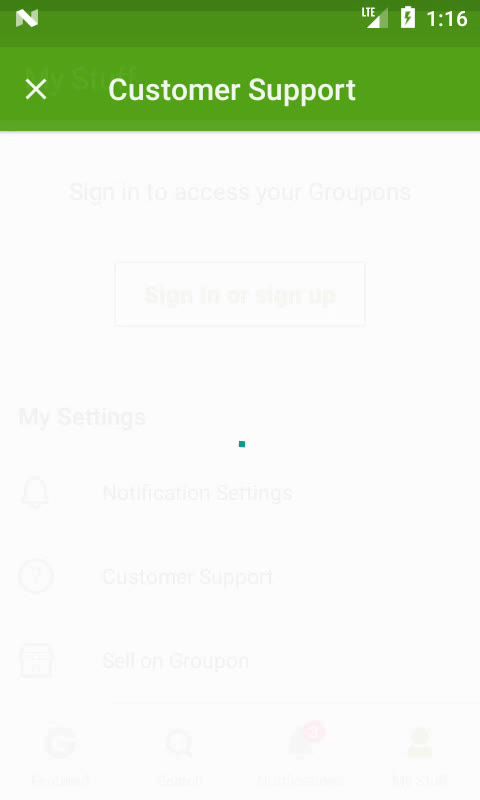 LTE 1:16
My Stuff
Customer Support
Sign in to access your Groupons
Sign in or sign up
My Settings
Notification Settings
? Customer Support
Sell on Groupon
G 3
Featured Search Notifications My Stuff